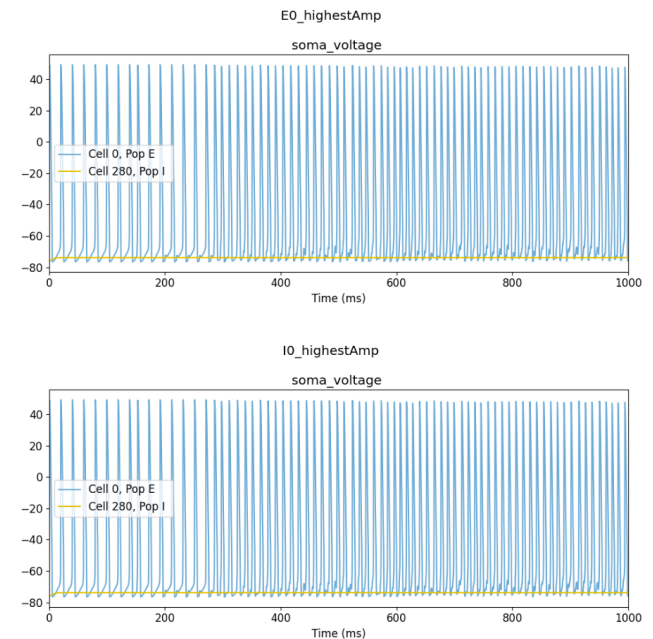 E0_highestAmp
soma_voltage
40
20
0
−20
−40
−60
−80
Cell 0, Pop E
Cell 280, Pop I
0 200 400 600 800 1000
Time (ms)
I0_highestAmp
soma_voltage
40
20
0
−20
−40
−60
−80
Cell 0, Pop E
Cell 280, Pop I
0 200 400 600 800 1000
Time (ms)